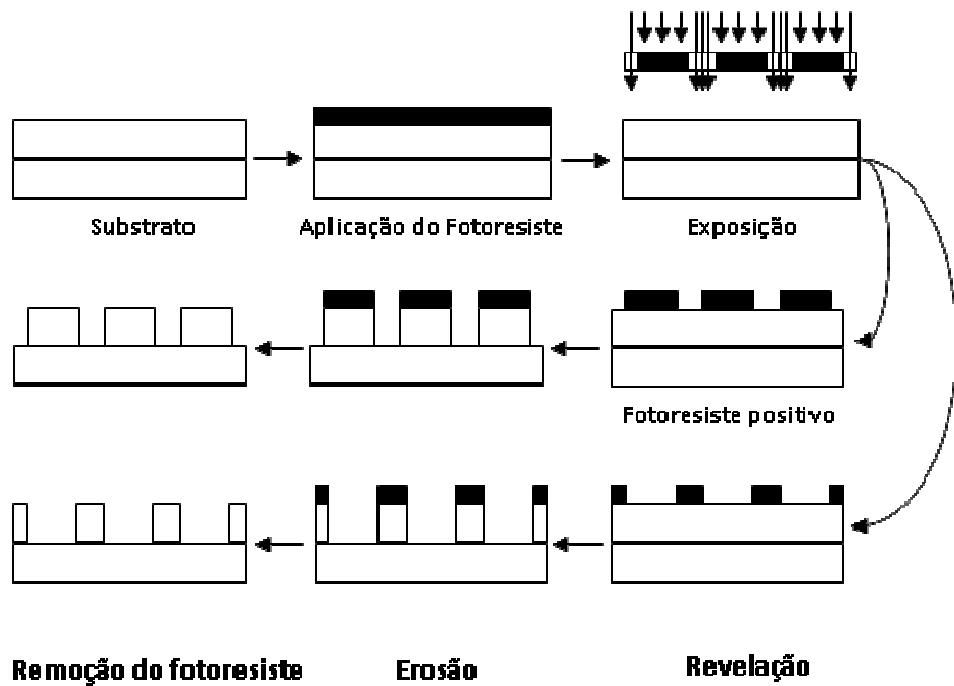 Substrato
Aplicação do Fotoresiste
Exposição
Fotoresiste positivo
Remoção do fotoresiste
Erosão
Revelação